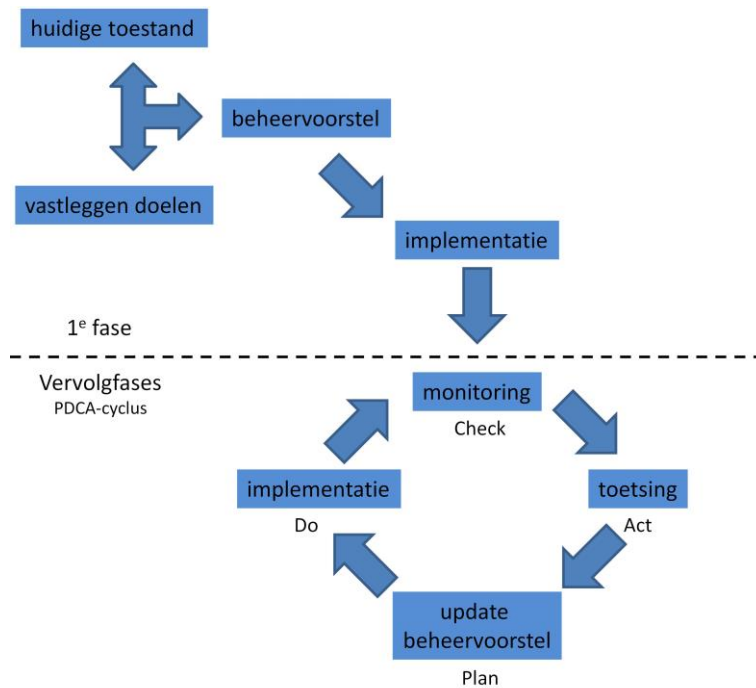 huidige toestand
beheervoorstel
vastleggen doelen
implementatie
1e fase
Vervolgfases
PDCA-cyclus
monitoring
Check
implementatie
Do
toetsing
Act
update
beheervoorstel
Plan